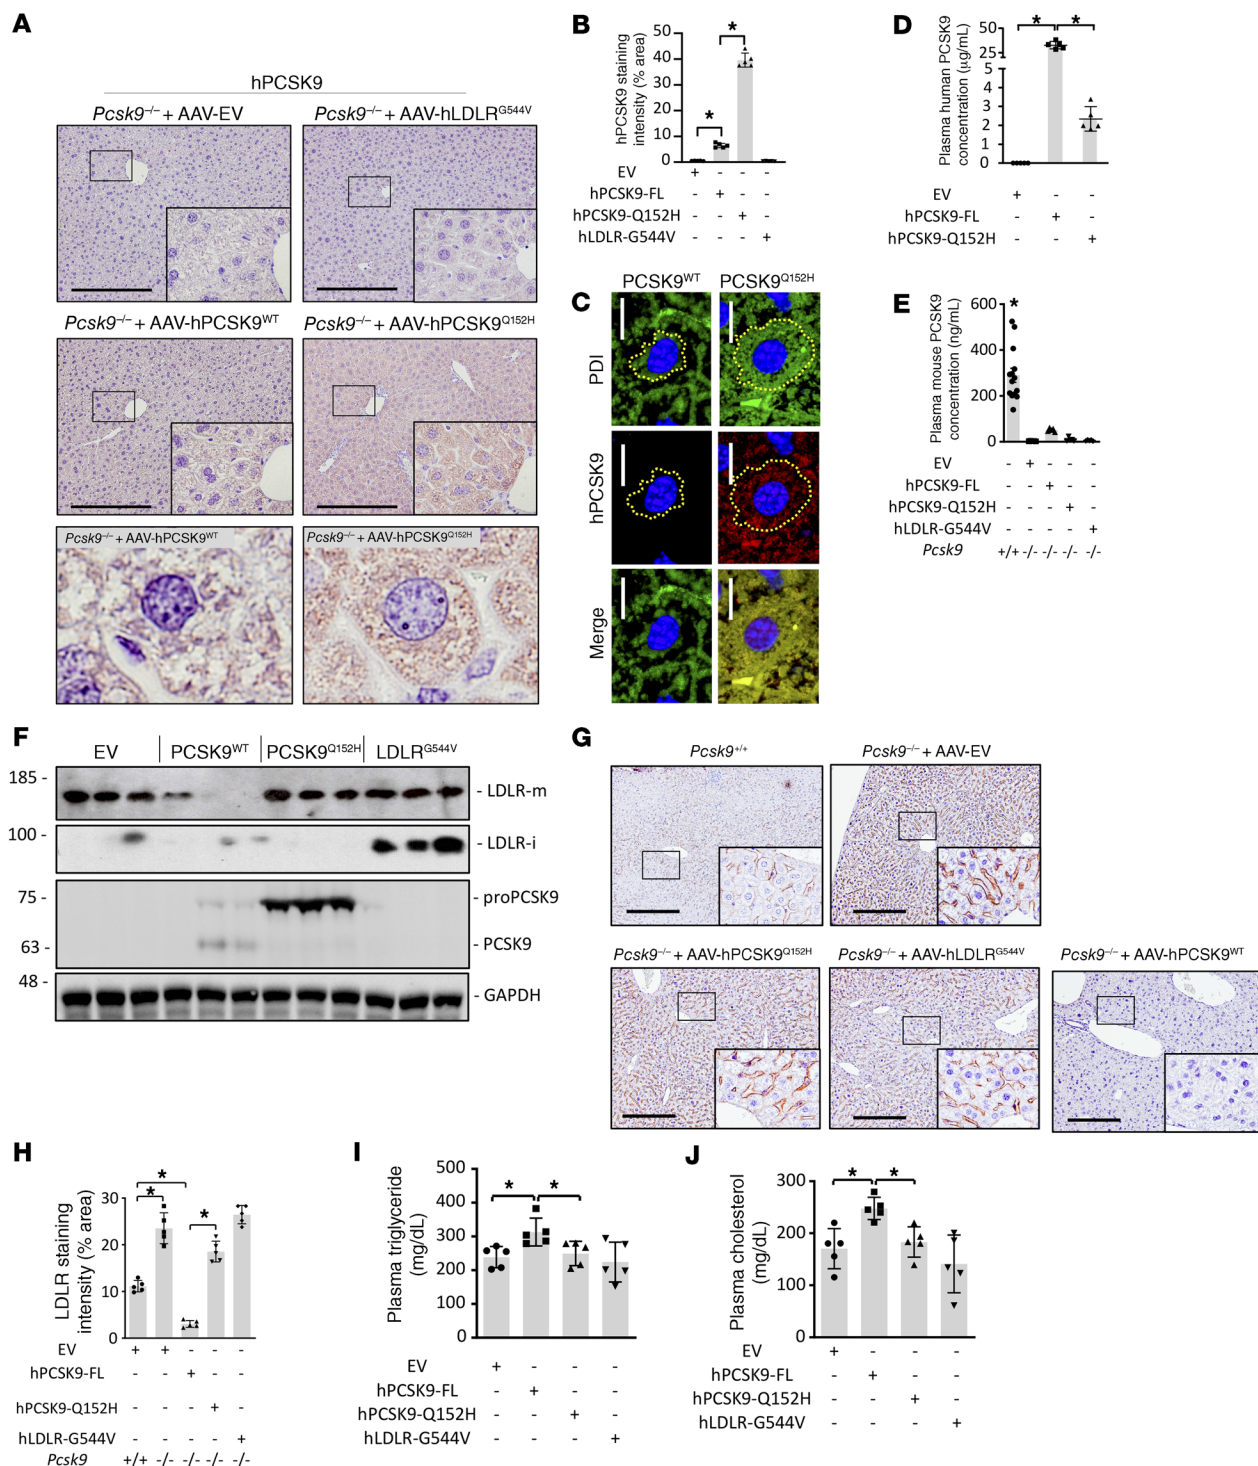 A
hPCSK9
Pcsk9–/– + AAV-EV
Pcsk9–/– + AAV-hLDLRG544V
Pcsk9–/– + AAV-hPCSK9WT
Pcsk9–/– + AAV-hPCSK9Q152H
Pcsk9–/– + AAV-hPCSK9WT
Pcsk9–/– + AAV-hPCSK9Q152H
B
hPCSK9 staining
intensity (% area)
50
40
30
20
10
0
* *
EV + - - -
hPCSK9-FL - + - -
hPCSK9-Q152H - - + -
hLDLR-G544V - - - +
C
PCSK9WT PCSK9Q152H
PDI
hPCSK9
Merge
D
Plasma human PCSK9
concentration (µg/mL)
50
25
5
4
3
2
1
0
* *
EV + - -
hPCSK9-FL - + -
hPCSK9-Q152H - - +
E
Plasma mouse PCSK9
concentration (ng/mL)
600
400
200
0
*
EV - + - - -
hPCSK9-FL - - + - -
hPCSK9-Q152H - - - + -
hLDLR-G544V - - - - +
Pcsk9 +/+ -/- -/- -/- -/-
F
EV PCSK9WT PCSK9Q152H LDLRG544V
185 - - LDLR-m
100 - - LDLR-i
75 - - proPCSK9
63 - - PCSK9
48 - - GAPDH
G
Pcsk9+/+
Pcsk9–/– + AAV-EV
Pcsk9–/– + AAV-hPCSK9Q152H
Pcsk9–/– + AAV-hLDLRG544V
Pcsk9–/– + AAV-hPCSK9WT
H
LDLR staining
intensity (% area)
30
20
10
0
* * *
EV + + - - -
hPCSK9-FL - - + - -
hPCSK9-Q152H - - - + -
hLDLR-G544V - - - - +
Pcsk9 +/+ -/- -/- -/- -/-
I
Plasma triglyceride
(mg/dL)
500
400
300
200
100
0
* *
EV + - - -
hPCSK9-FL - + - -
hPCSK9-Q152H - - + -
hLDLR-G544V - - - +
J
Plasma cholesterol
(mg/dL)
300
200
100
0
* *
EV + - - -
hPCSK9-FL - + - -
hPCSK9-Q152H - - + -
hLDLR-G544V - - - +